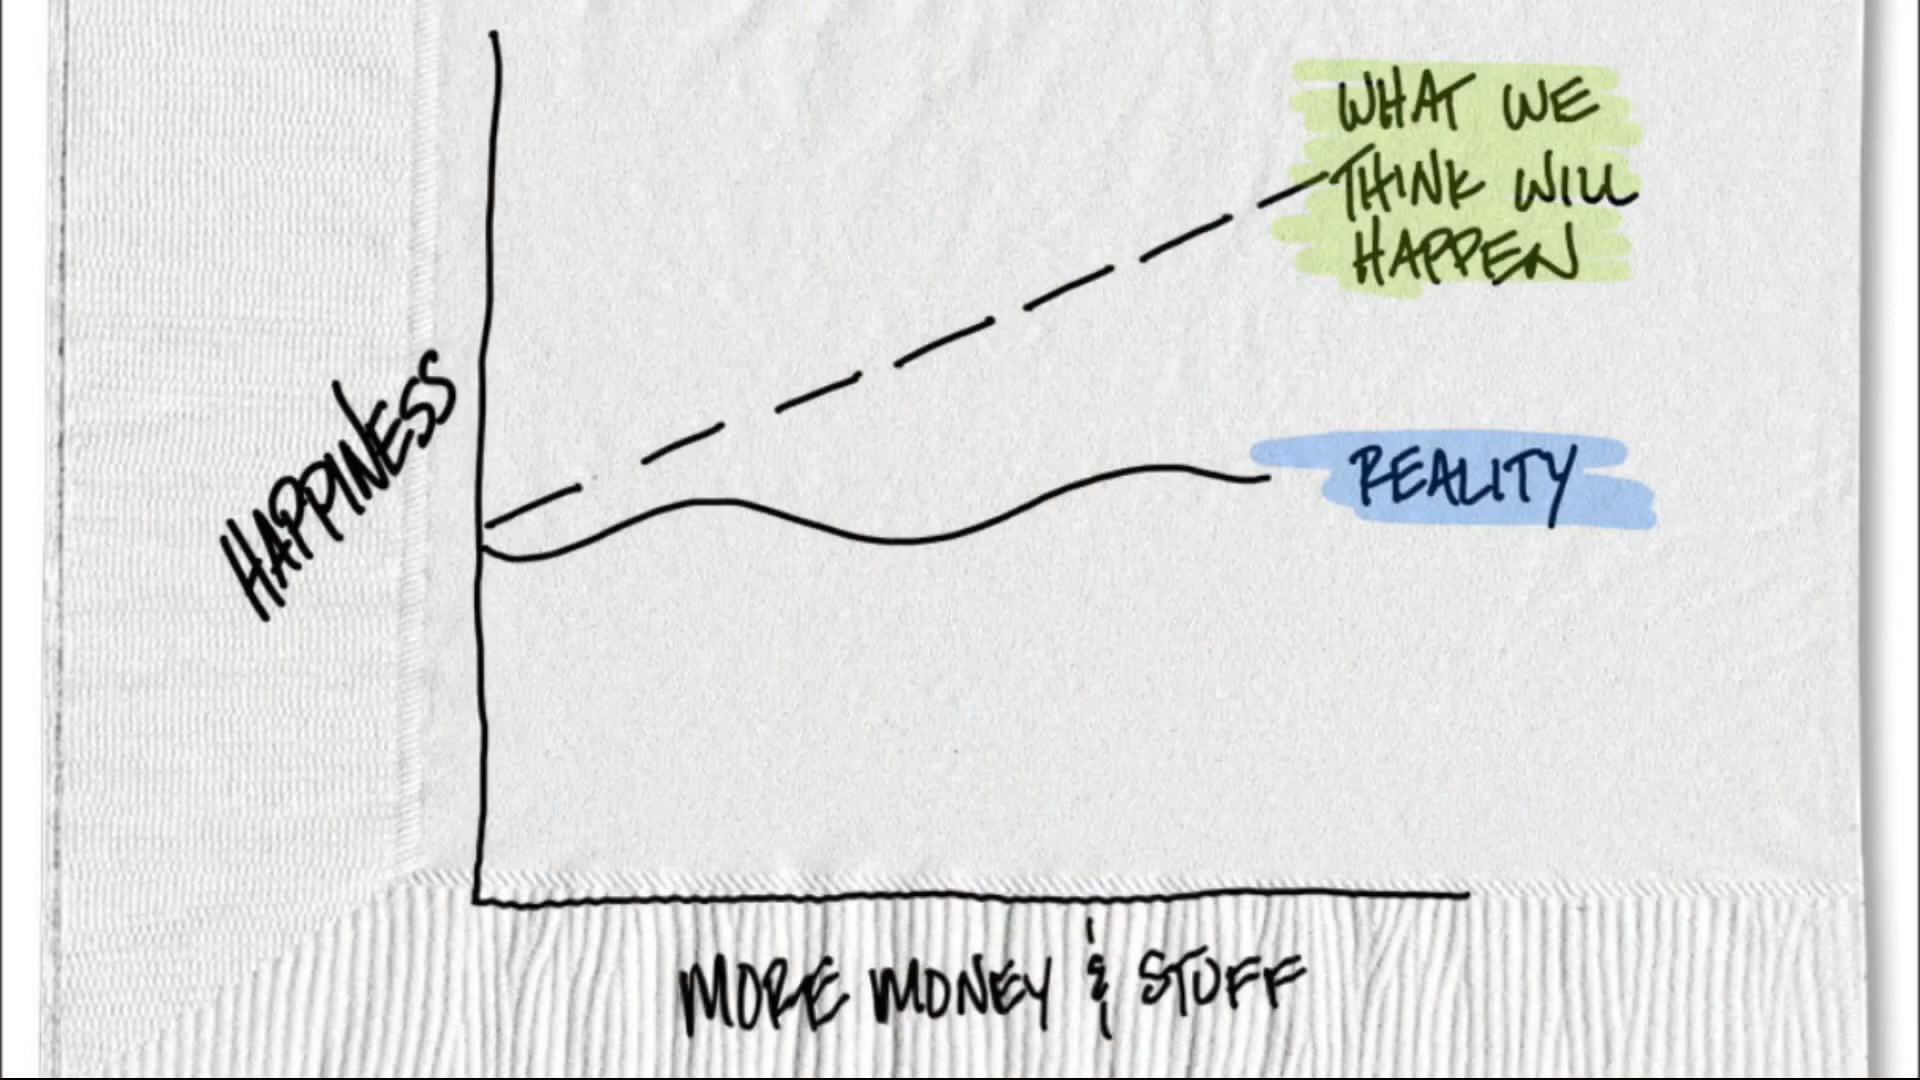 WHAT WE
THINK WILL
HAPPEN
HAPPINESS
REALITY
MORE MONEY & STUFF